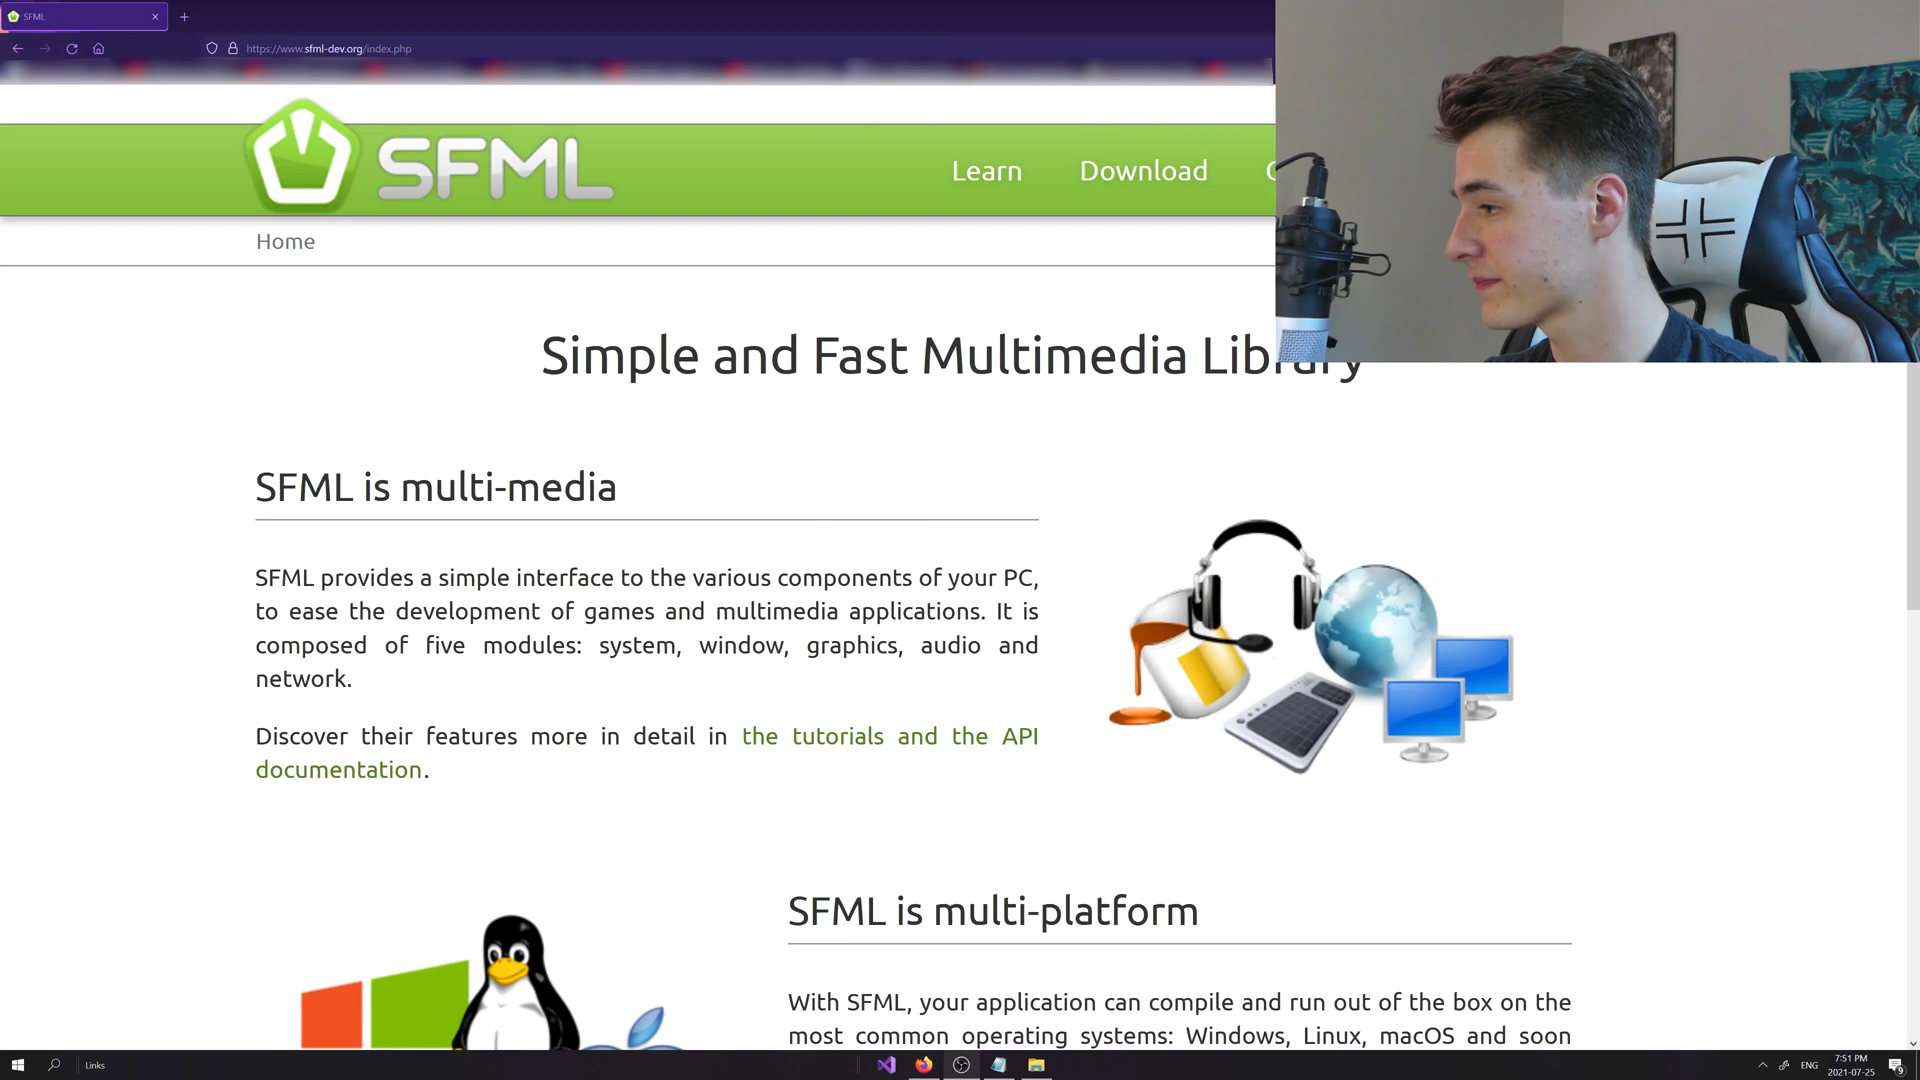 SFML
https://www.sfml-dev.org/index.php
SFML
Learn
Download
Home
Simple and Fast Multimedia Library
SFML is multi-media
SFML provides a simple interface to the various components of your PC,
to ease the development of games and multimedia applications. It is
composed of five modules: system, window, graphics, audio and
network.
Discover their features more in detail in the tutorials and the API
documentation.
SFML is multi-platform
With SFML, your application can compile and run out of the box on the
most common operating systems: Windows, Linux, macOS and soon
Links
ENG
7:51 PM
2021-07-25
9